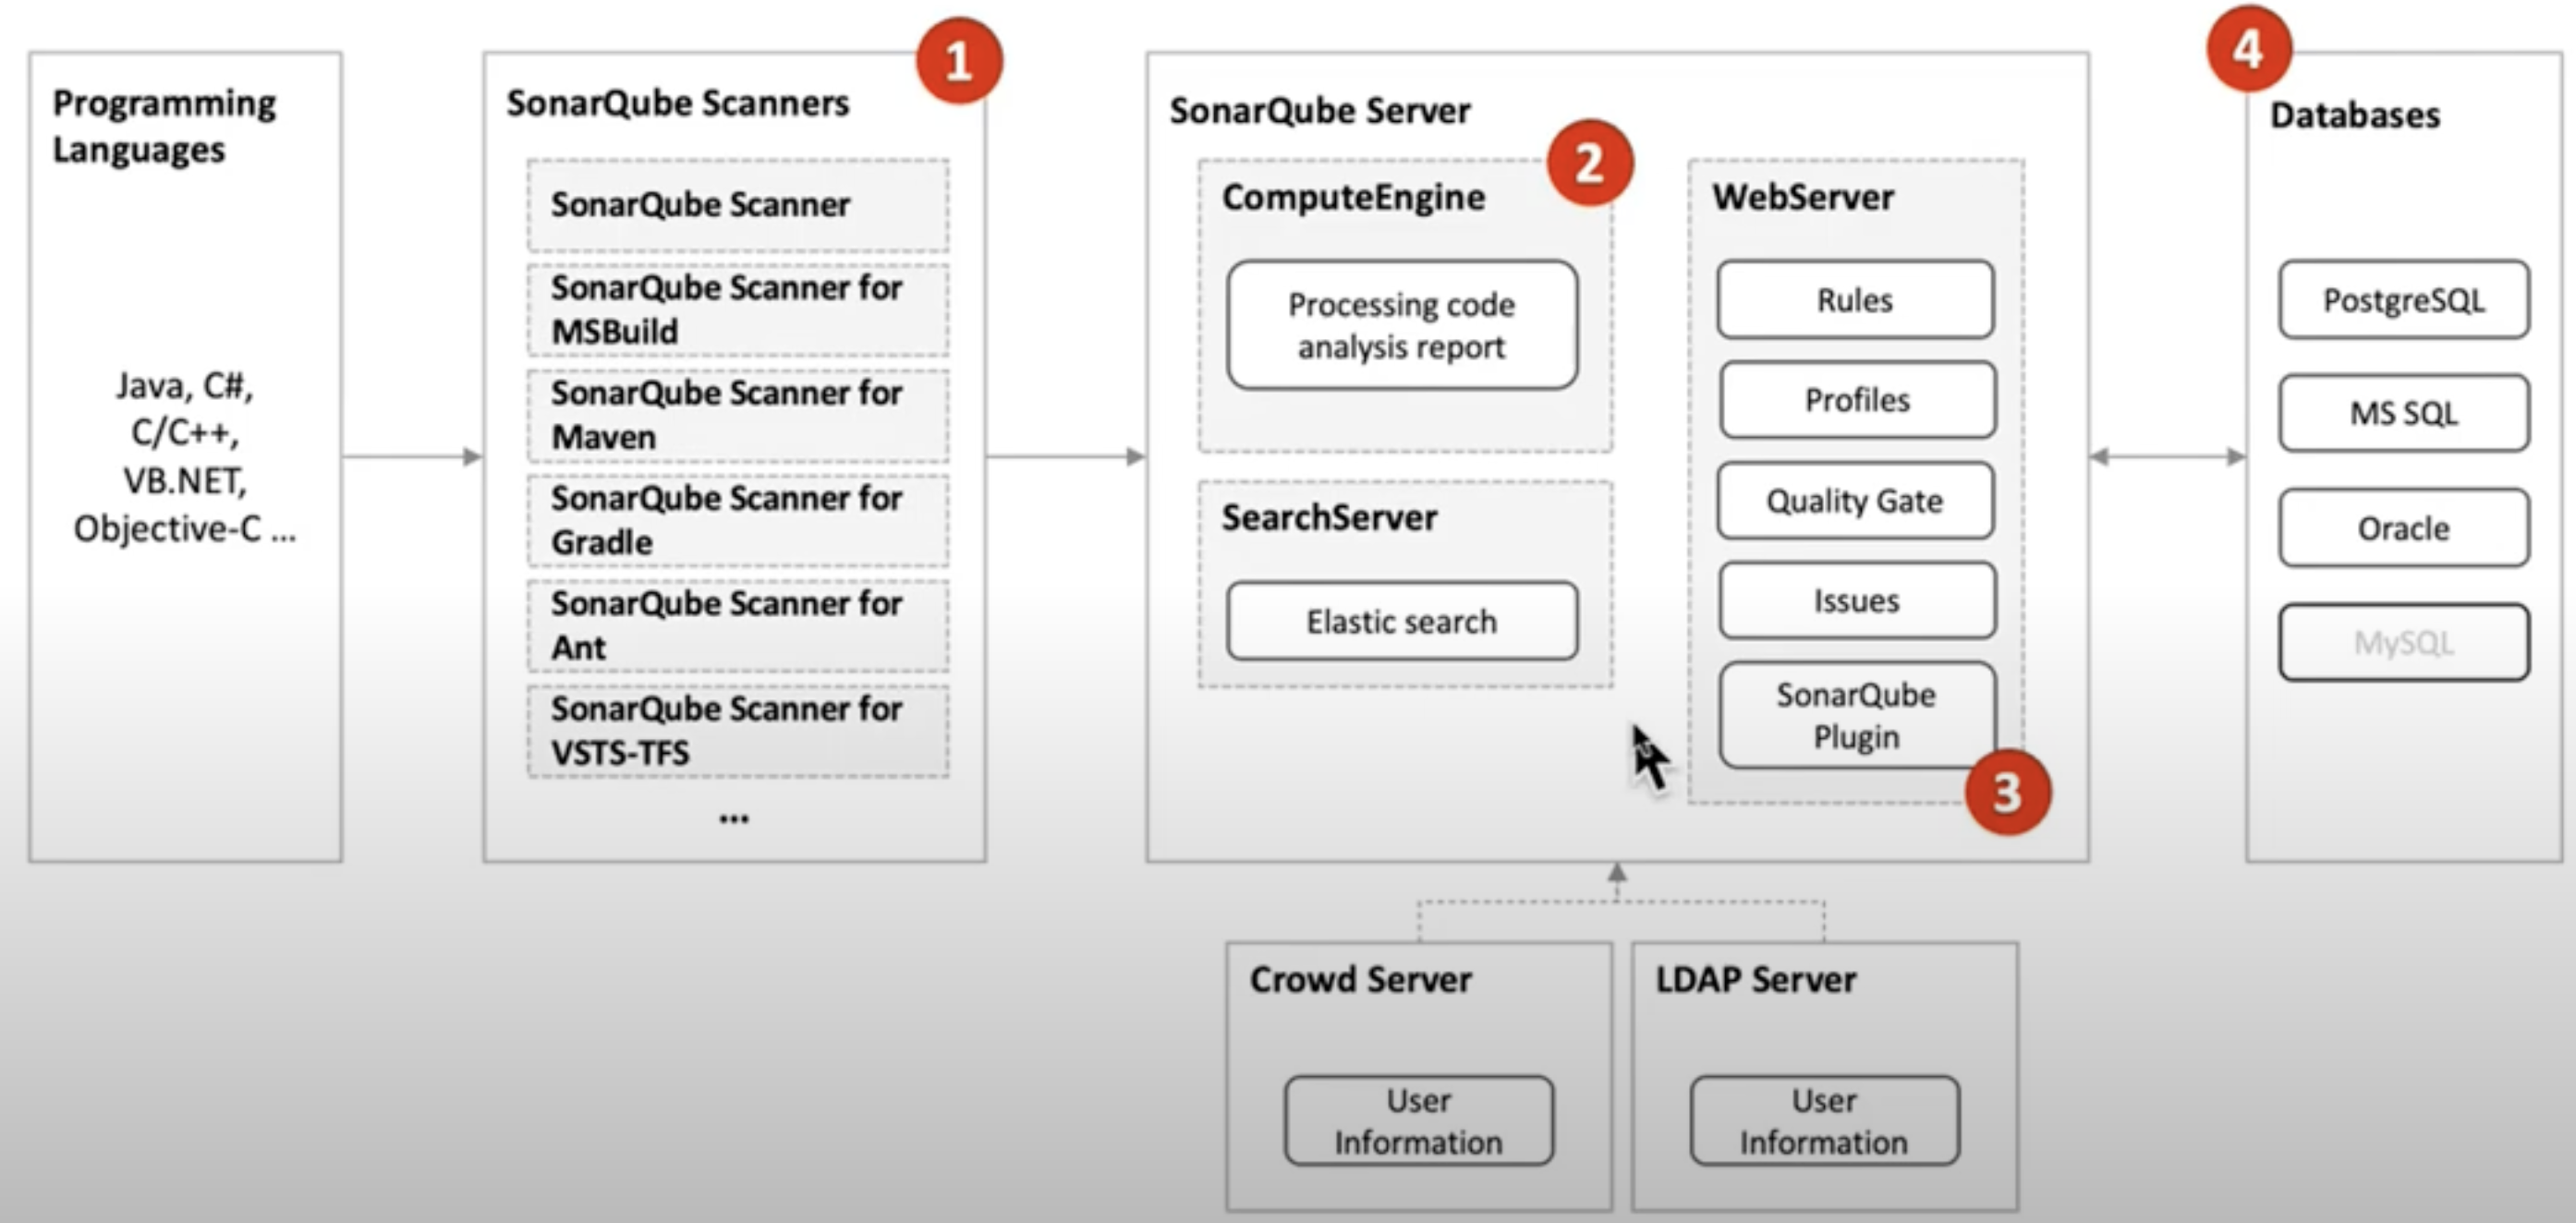 Programming
Languages
Java, C#,
C/C++,
VB.NET,
Objective-C ...
1
SonarQube Scanners
SonarQube Scanner
SonarQube Scanner for
MSBuild
SonarQube Scanner for
Maven
SonarQube Scanner for
Gradle
SonarQube Scanner for
Ant
SonarQube Scanner for
VSTS-TFS
...
SonarQube Server
2
ComputeEngine
Processing code
analysis report
SearchServer
Elastic search
WebServer
Rules
Profiles
Quality Gate
Issues
SonarQube
Plugin
3
4
Databases
PostgreSQL
MS SQL
Oracle
MySQL
Crowd Server
User
Information
LDAP Server
User
Information